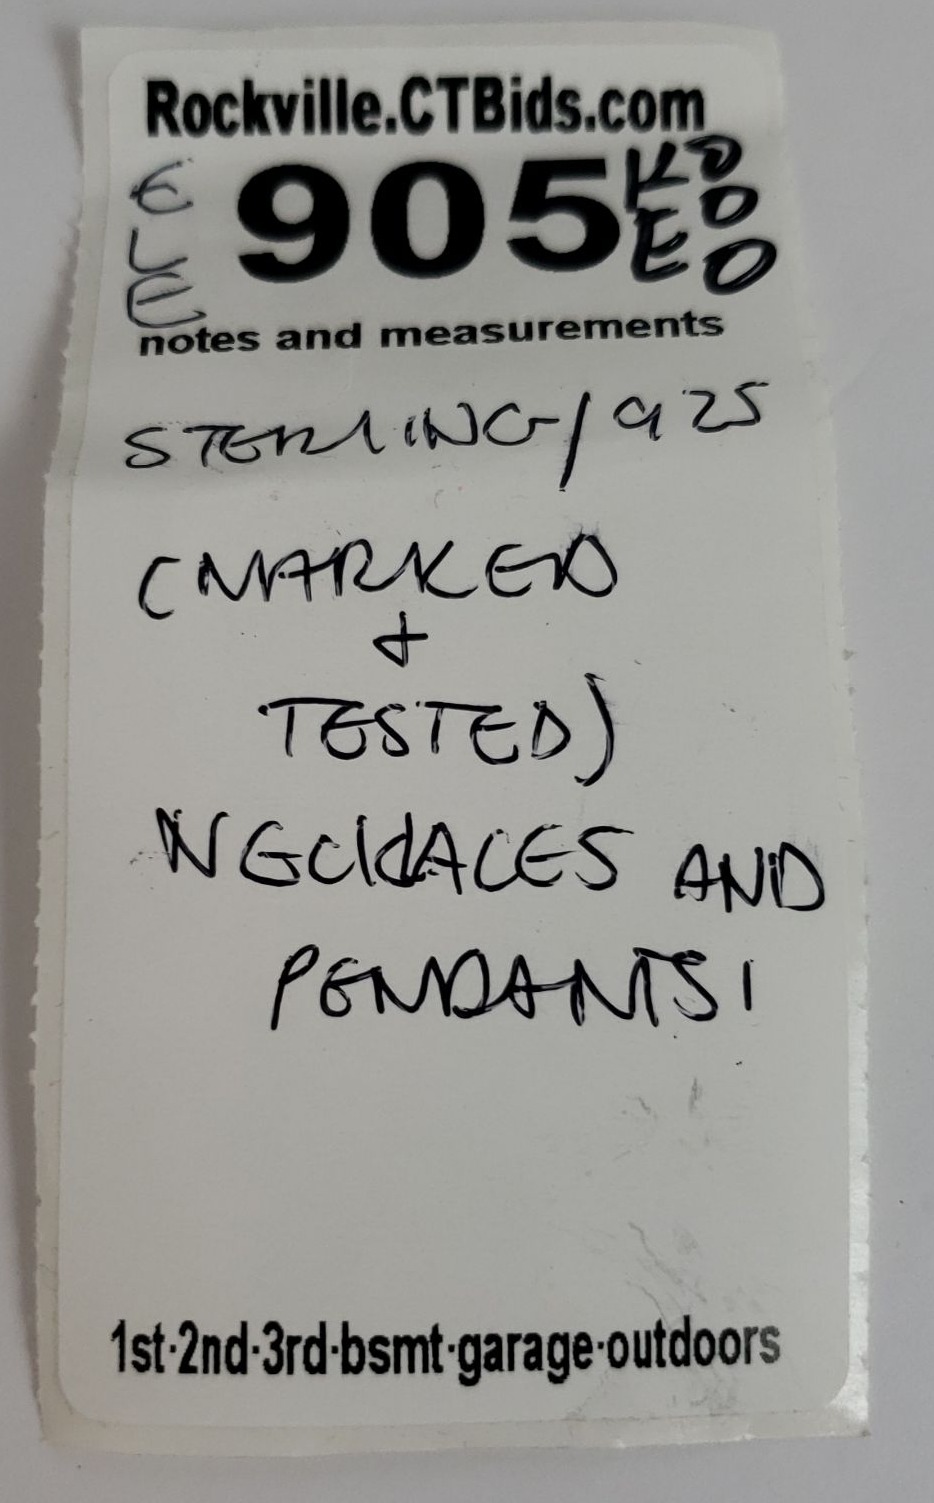 Rockville.CTBids.com
ELE 905
notes and measurements
STERLING/925
(MARKED
+
TESTED)
NECKLACES AND
PENDANTS!
1st·2nd·3rd·bsmt·garage·outdoors